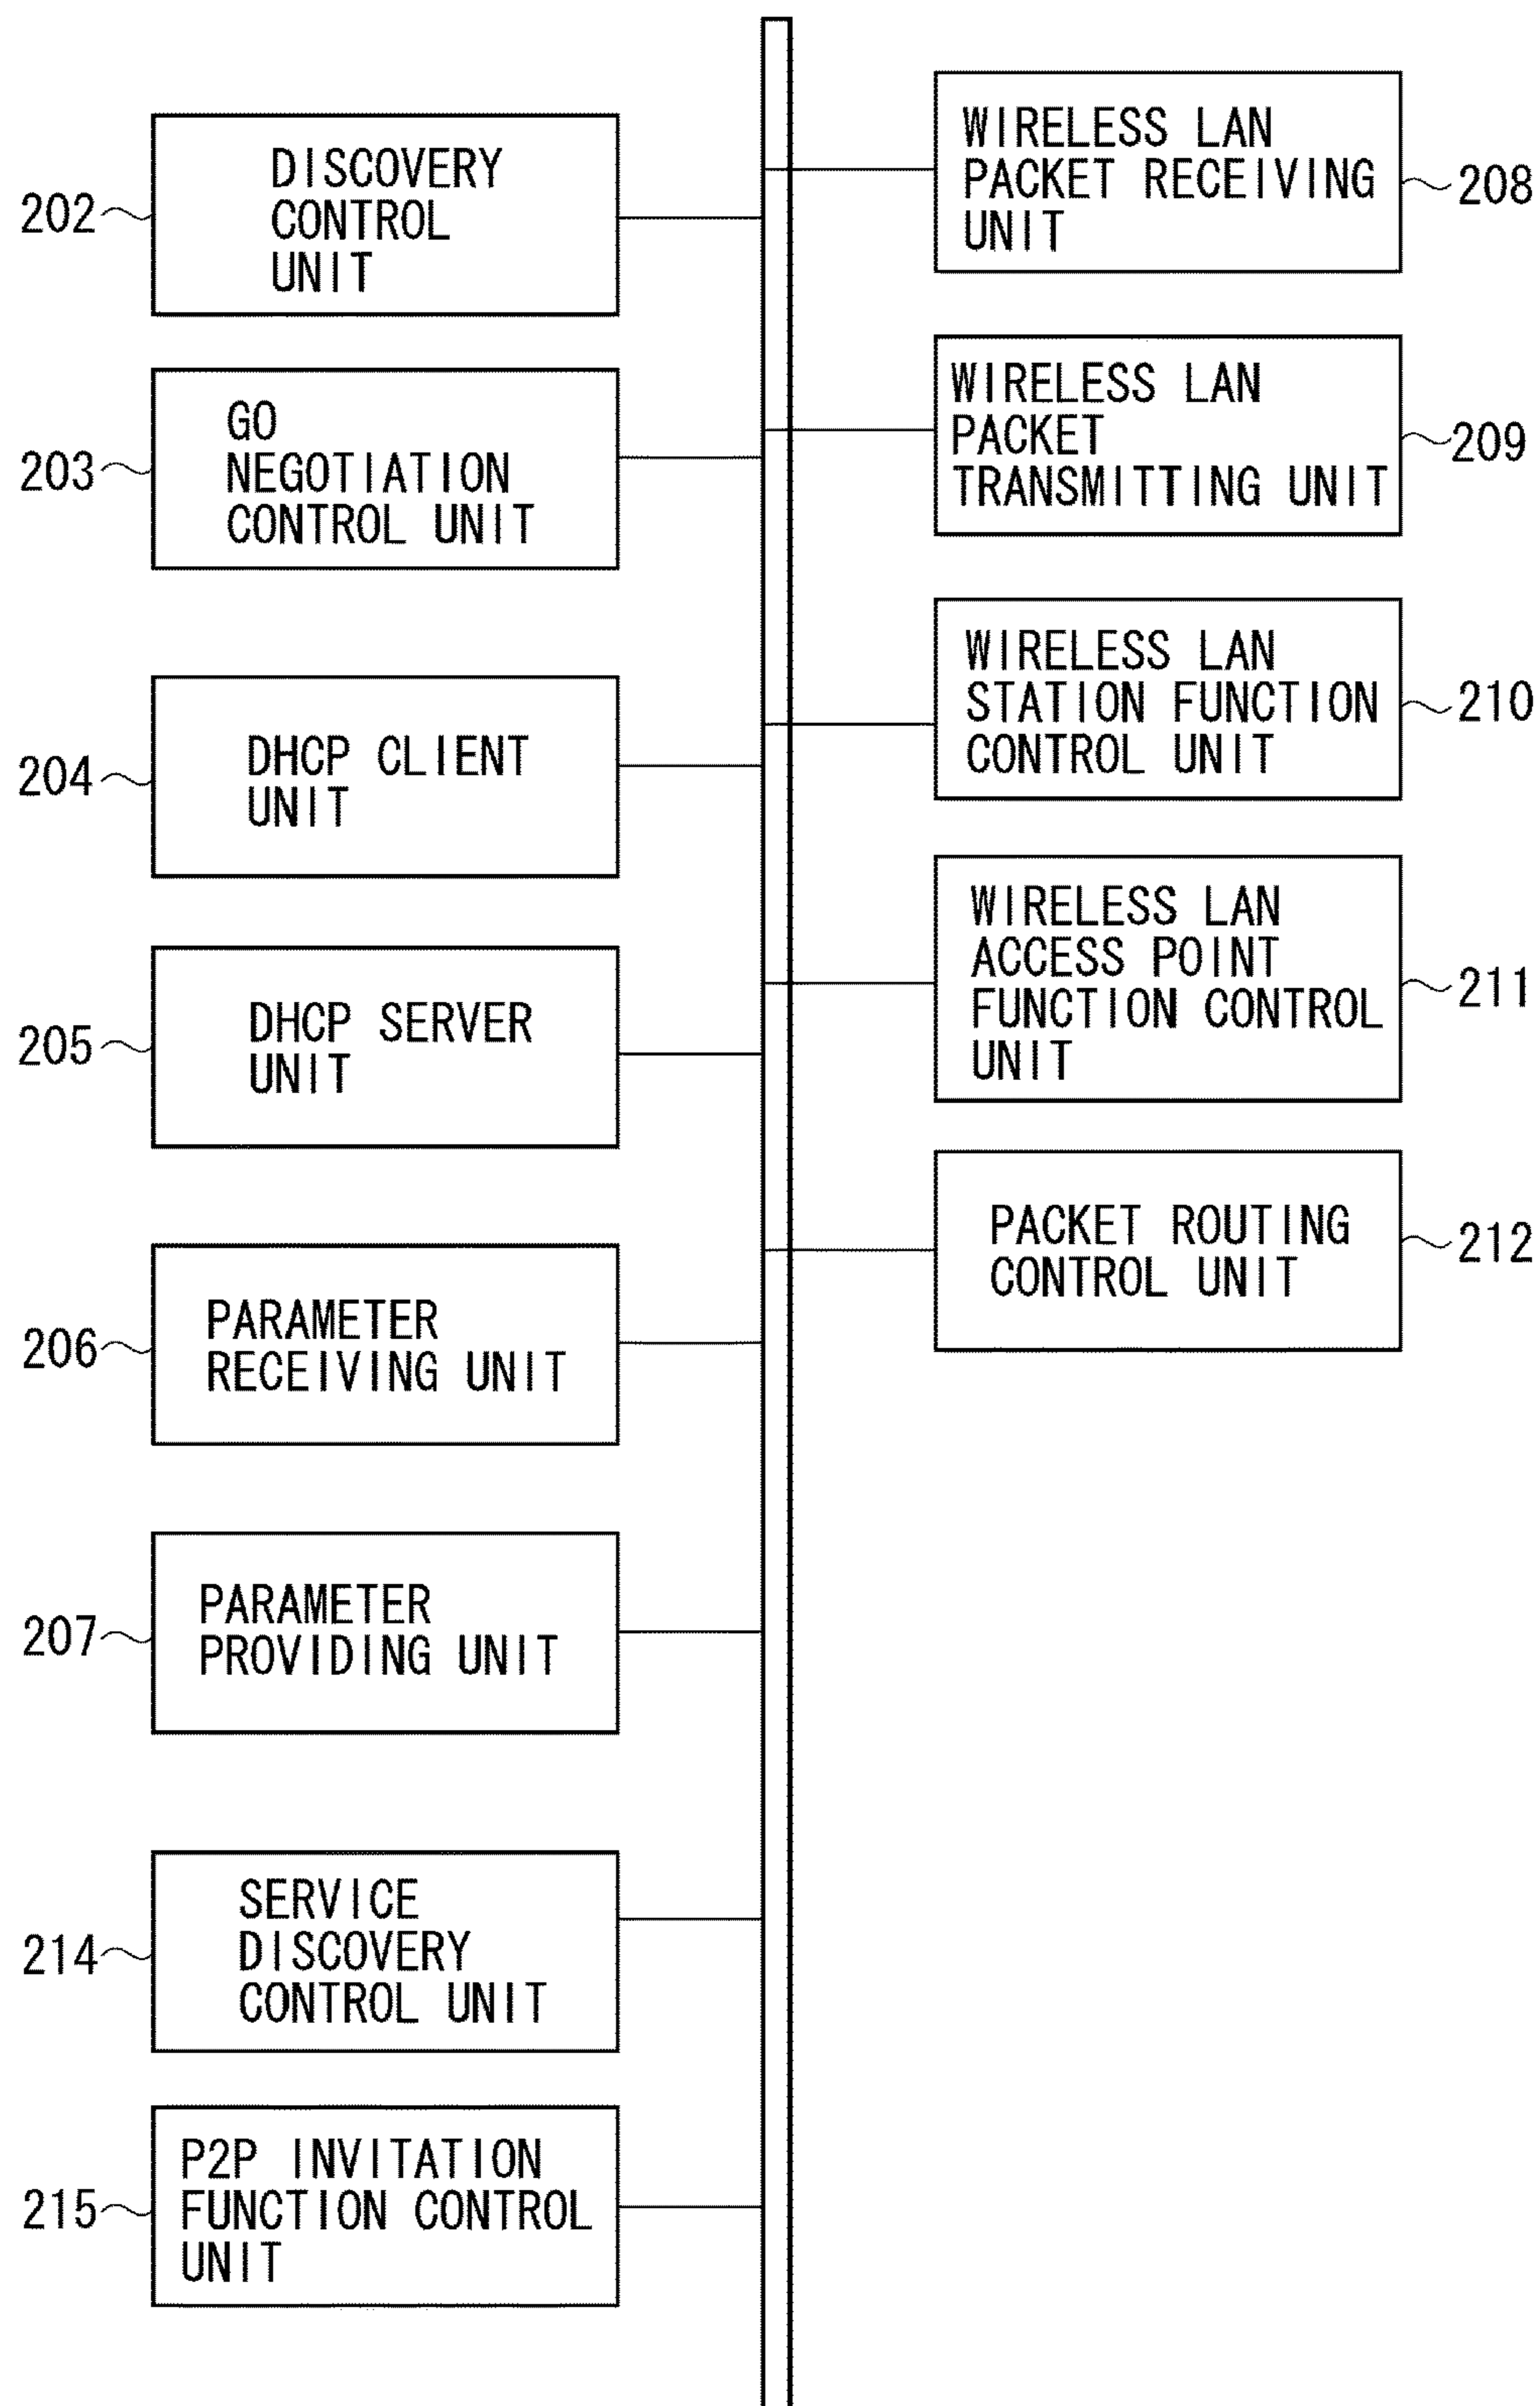 202
DISCOVERY
CONTROL
UNIT
203
GO
NEGOTIATION
CONTROL UNIT
204
DHCP CLIENT
UNIT
205
DHCP SERVER
UNIT
206
PARAMETER
RECEIVING UNIT
207
PARAMETER
PROVIDING UNIT
214
SERVICE
DISCOVERY
CONTROL UNIT
215
P2P INVITATION
FUNCTION CONTROL
UNIT
WIRELESS LAN
PACKET RECEIVING
UNIT
208
WIRELESS LAN
PACKET
TRANSMITTING UNIT
209
WIRELESS LAN
STATION FUNCTION
CONTROL UNIT
210
WIRELESS LAN
ACCESS POINT
FUNCTION CONTROL
UNIT
211
PACKET ROUTING
CONTROL UNIT
212